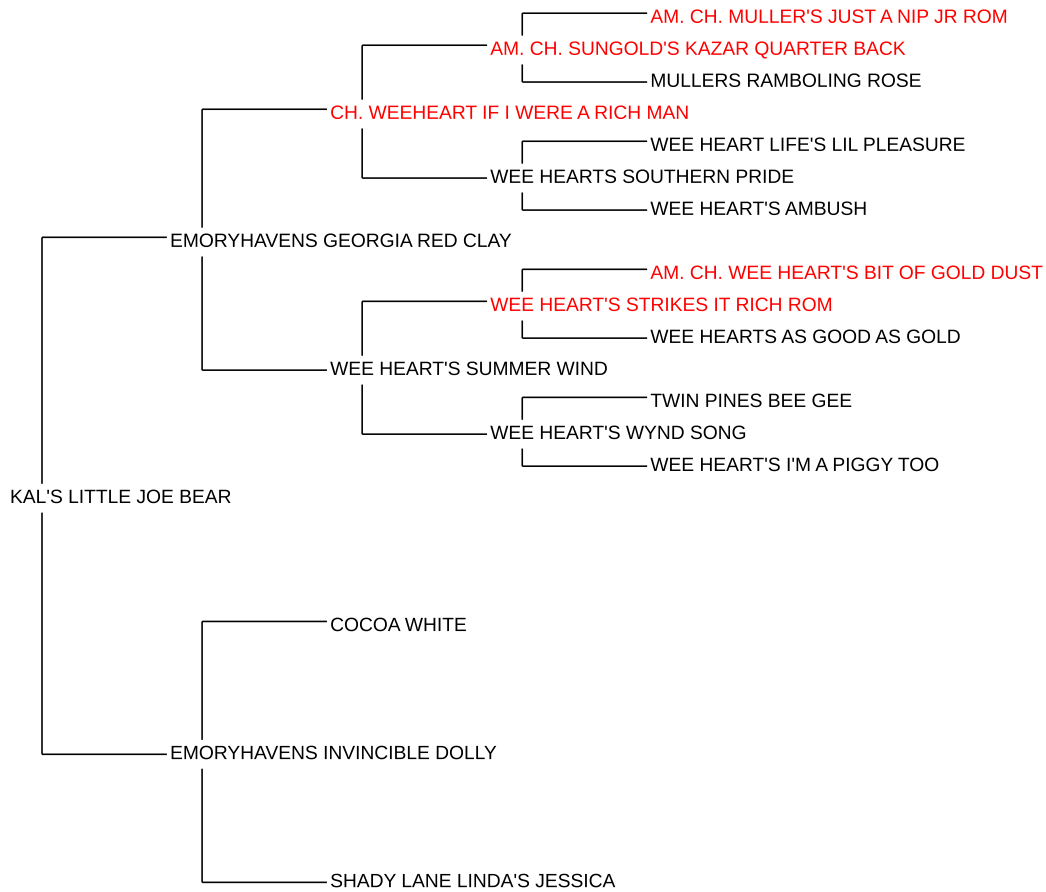 AM. CH. MULLER'S JUST A NIP JR ROM
AM. CH. SUNGOLD'S KAZAR QUARTER BACK
MULLERS RAMBOLING ROSE
CH. WEEHEART IF I WERE A RICH MAN
WEE HEART LIFE'S LIL PLEASURE
WEE HEARTS SOUTHERN PRIDE
WEE HEART'S AMBUSH
EMORYHAVENS GEORGIA RED CLAY
AM. CH. WEE HEART'S BIT OF GOLD DUST
WEE HEART'S STRIKES IT RICH ROM
WEE HEARTS AS GOOD AS GOLD
WEE HEART'S SUMMER WIND
TWIN PINES BEE GEE
WEE HEART'S WYND SONG
WEE HEART'S I'M A PIGGY TOO
KAL'S LITTLE JOE BEAR
COCOA WHITE
EMORYHAVENS INVINCIBLE DOLLY
SHADY LANE LINDA'S JESSICA